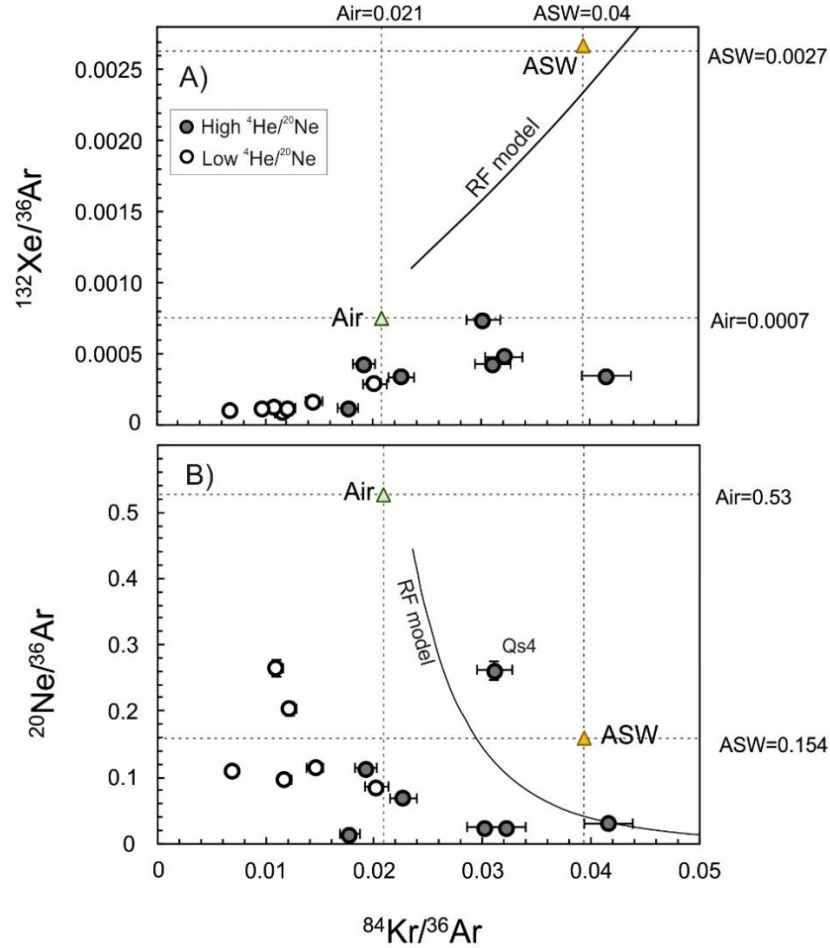 Air=0.021 ASW=0.04
A)
ASW
ASW=0.0027
0.0025
High ⁴He/²⁰Ne
Low ⁴He/²⁰Ne
0.0020
RF model
0.0015
0.0010
Air
Air=0.0007
0.0005
0
¹³²Xe/³⁶Ar
B)
Air
Air=0.53
0.5
0.4
RF model
0.3
Qs4
0.2
ASW
ASW=0.154
0.1
0
²⁰Ne/³⁶Ar
0 0.01 0.02 0.03 0.04 0.05
⁸⁴Kr/³⁶Ar